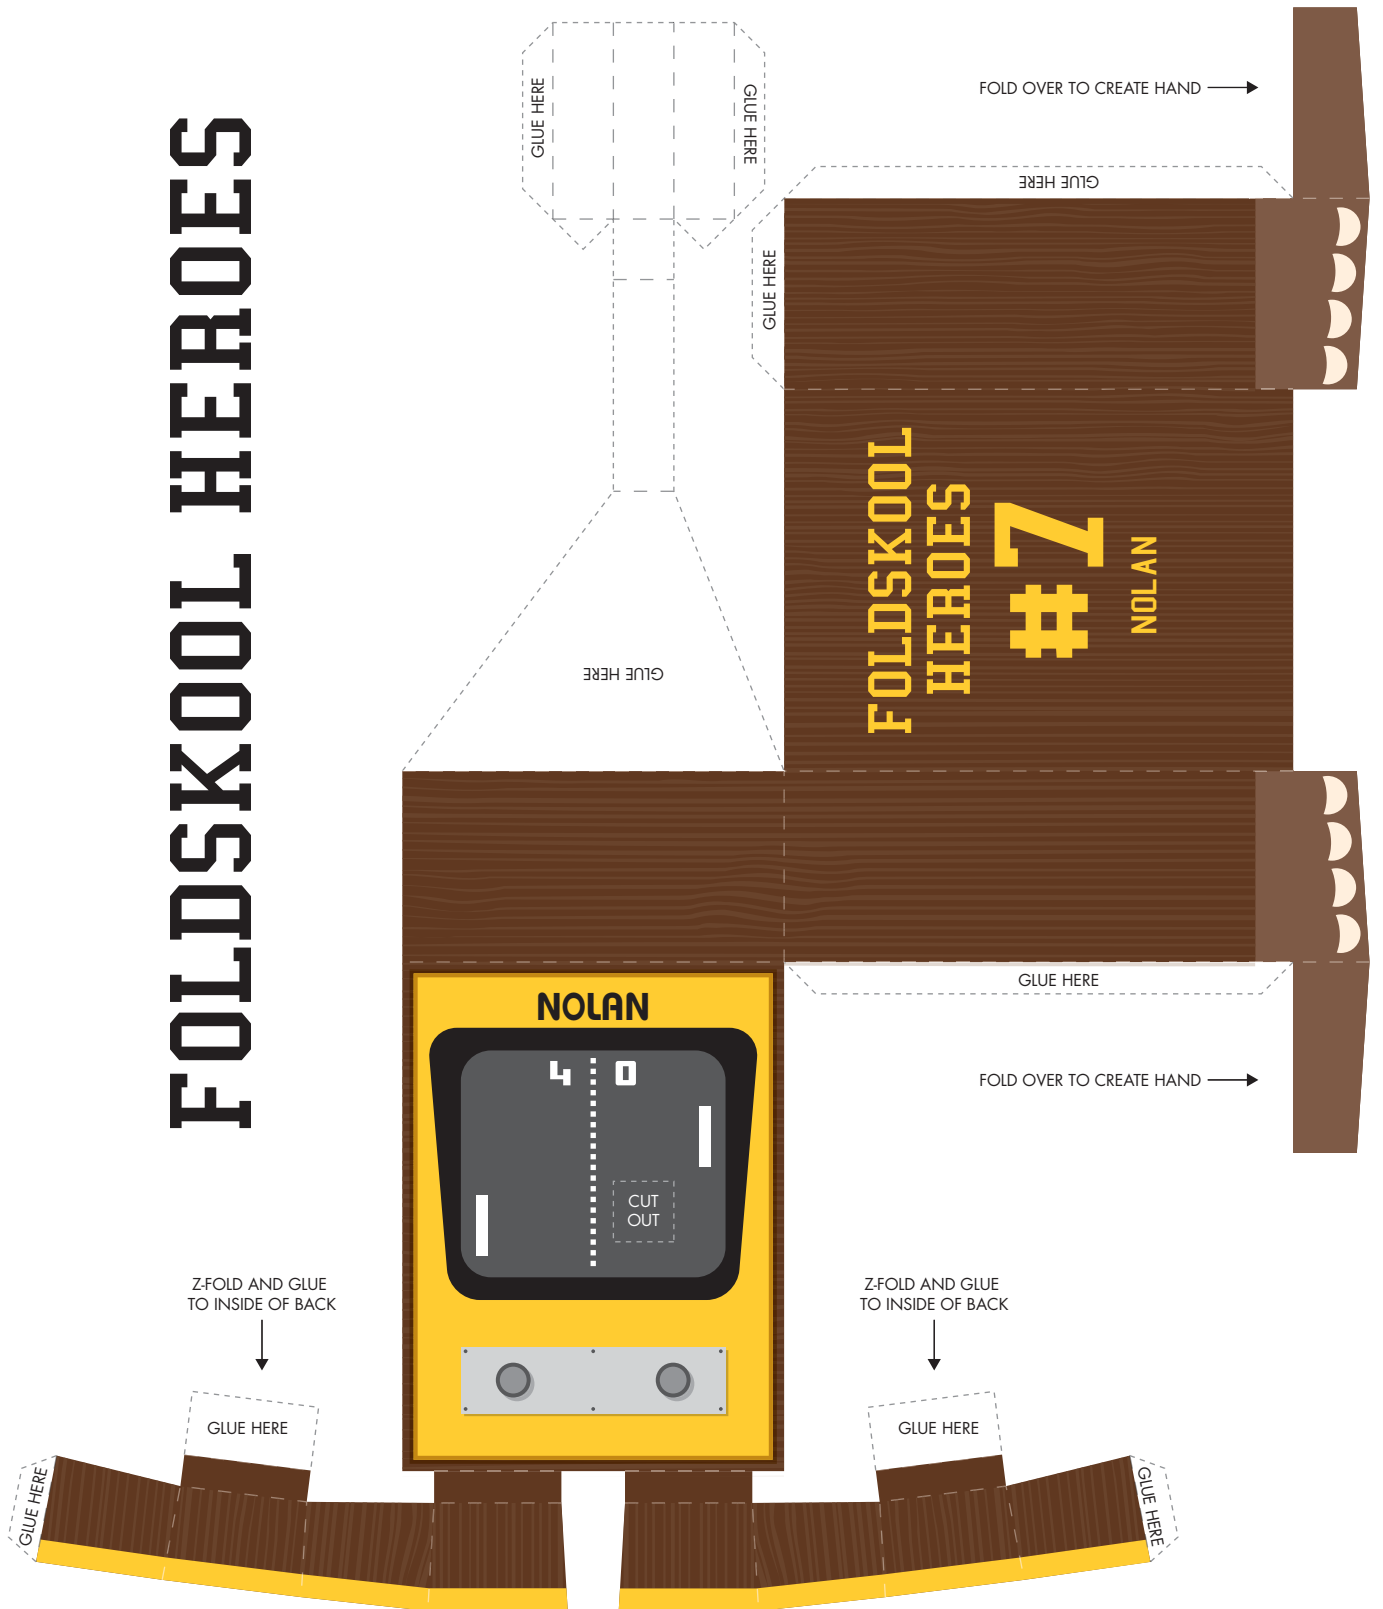 FOLDSKOOL HEROES
GLUE HERE
GLUE HERE
FOLD OVER TO CREATE HAND
GLUE HERE
GLUE HERE
FOLDSKOOL
HEROES
#7
NOLAN
GLUE HERE
GLUE HERE
NOLAN
4 0
CUT
OUT
FOLD OVER TO CREATE HAND
Z-FOLD AND GLUE
TO INSIDE OF BACK
Z-FOLD AND GLUE
TO INSIDE OF BACK
GLUE HERE
GLUE HERE
GLUE HERE
GLUE HERE